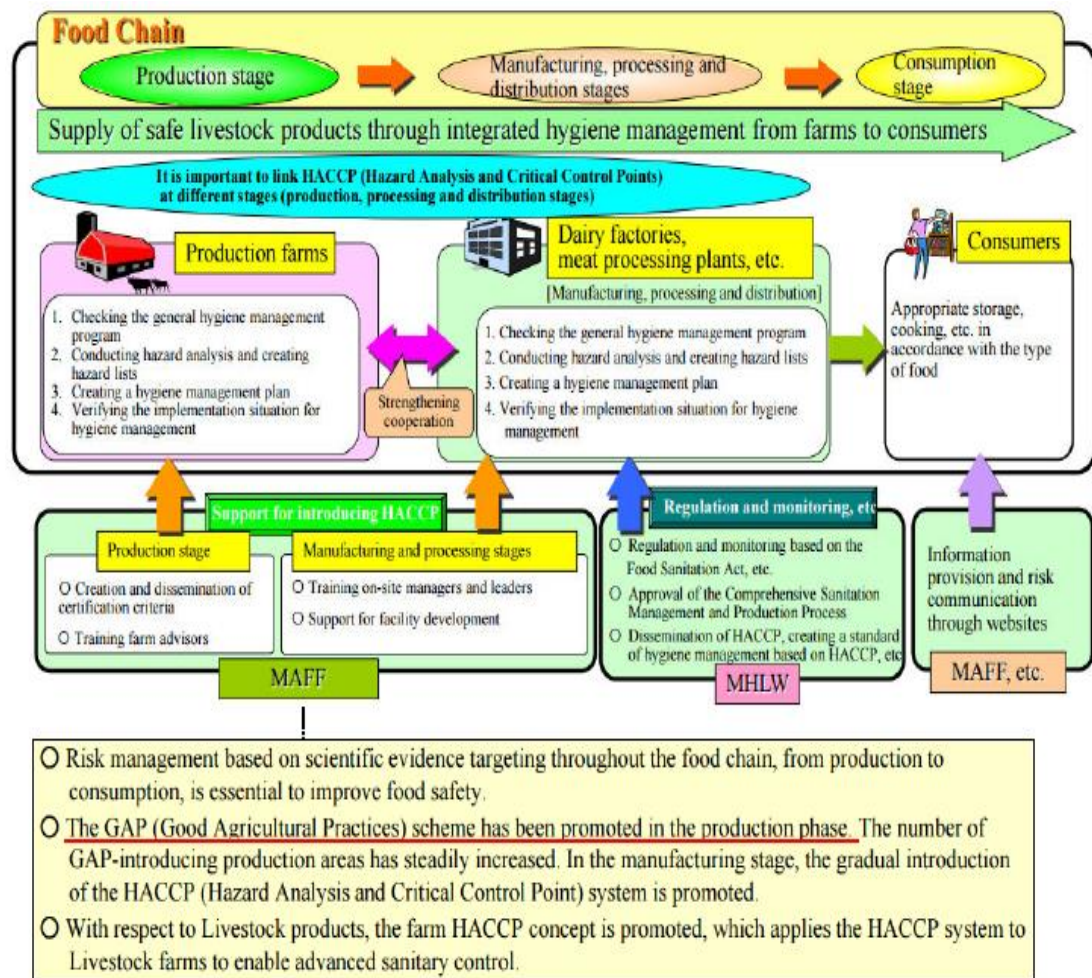 Food Chain
Production stage
Manufacturing, processing and
distribution stages
Consumption
stage
Supply of safe livestock products through integrated hygiene management from farms to consumers
It is important to link HACCP (Hazard Analysis and Critical Control Points)
at different stages (production, processing and distribution stages)
Production farms
1. Checking the general hygiene management
program
2. Conducting hazard analysis and creating
hazard lists
3. Creating a hygiene management plan
4. Verifying the implementation situation for
hygiene management
Strengthening
cooperation
Dairy factories,
meat processing plants, etc.
[Manufacturing, processing and distribution]
1. Checking the general hygiene management program
2. Conducting hazard analysis and creating hazard lists
3. Creating a hygiene management plan
4. Verifying the implementation situation for hygiene
management
Consumers
Appropriate storage,
cooking, etc. in
accordance with the type
of food
Support for introducing HACCP
Production stage
O Creation and dissemination of
certification criteria
O Training farm advisors
Manufacturing and processing stages
O Training on-site managers and leaders
O Support for facility development
MAFF
Regulation and monitoring, etc
O Regulation and monitoring based on the
Food Sanitation Act, etc.
O Approval of the Comprehensive Sanitation
Management and Production Process
O Dissemination of HACCP, creating a standard
of hygiene management based on HACCP, etc
MHLW
Information
provision and risk
communication
through websites
MAFF, etc.
O Risk management based on scientific evidence targeting throughout the food chain, from production to
consumption, is essential to improve food safety.
O The GAP (Good Agricultural Practices) scheme has been promoted in the production phase. The number of
GAP-introducing production areas has steadily increased. In the manufacturing stage, the gradual introduction
of the HACCP (Hazard Analysis and Critical Control Point) system is promoted.
O With respect to Livestock products, the farm HACCP concept is promoted, which applies the HACCP system to
Livestock farms to enable advanced sanitary control.